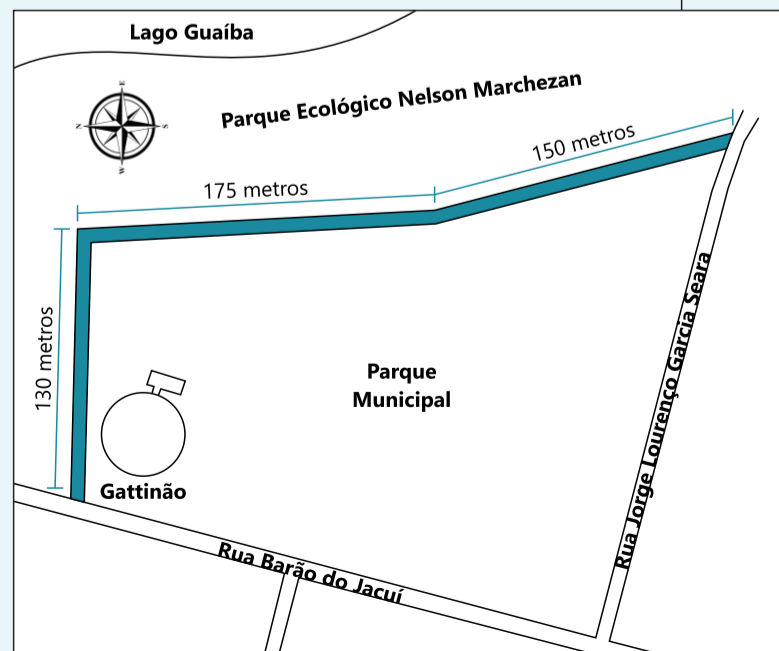 Lago Guaíba
E
N
S
W
Parque Ecológico Nelson Marchezan
150 metros
175 metros
130 metros
Parque
Municipal
Gattinão
Rua Barão do Jacuí
Rua Jorge Lourenço Garcia Seara